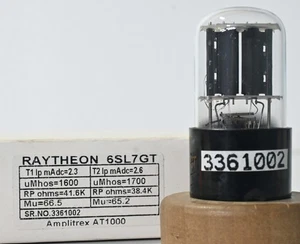 RAYTHEON 6SL7GT
T1 Ip mAdc=2.3 T2 Ip mAdc=2.6
uMhos=1600 uMhos=1700
RP ohms=41.6K RP ohms=38.4K
Mu=66.5 Mu=65.2
SR.NO.3361002
Amplitrex AT1000
3361002